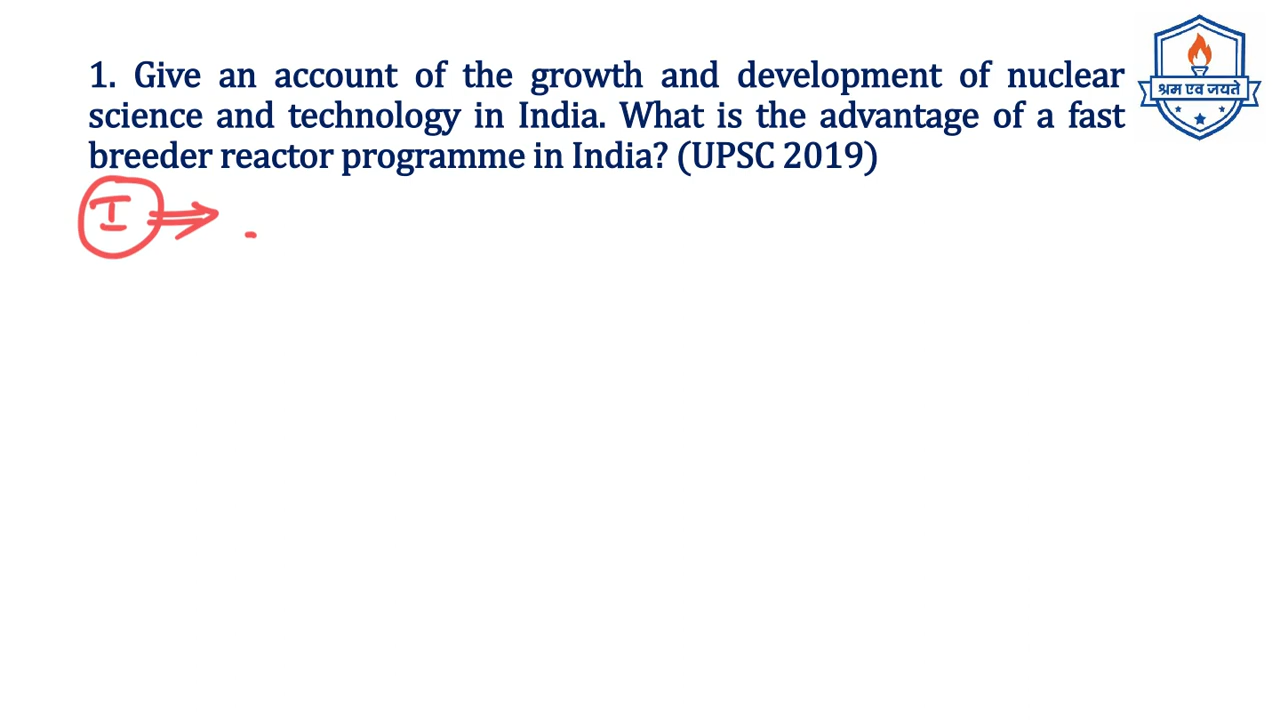 1. Give an account of the growth and development of nuclear
science and technology in India. What is the advantage of a fast
breeder reactor programme in India? (UPSC 2019)
श्रम एव जयते
I